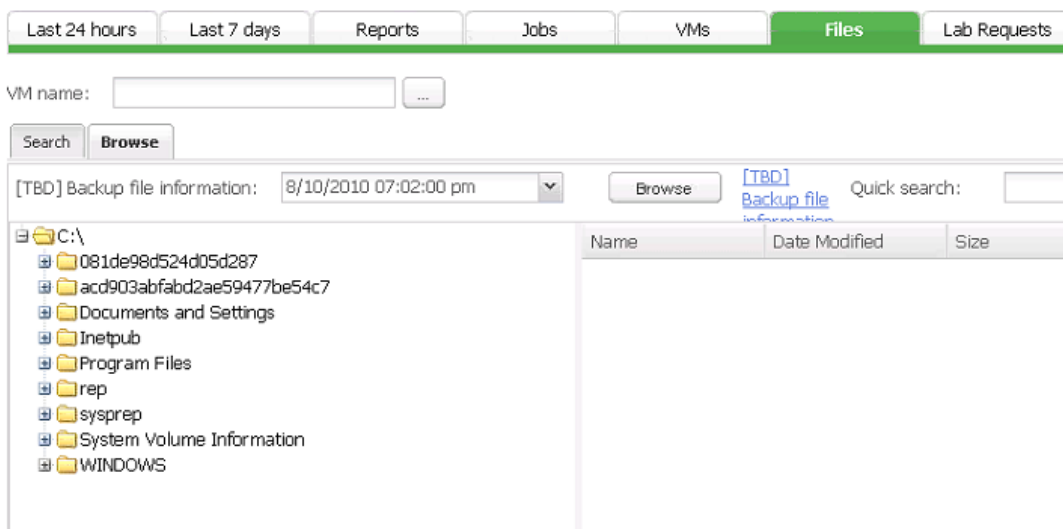 Last 24 hours Last 7 days Reports Jobs VMs Files Lab Requests
VM name: ...
Search Browse
[TBD] Backup file information: 8/10/2010 07:02:00 pm Browse [TBD] Quick search:
Backup file
information
C:\ Name Date Modified Size
081de98d524d05d287
acd903abfabd2ae59477be54c7
Documents and Settings
Inetpub
Program Files
rep
sysprep
System Volume Information
WINDOWS